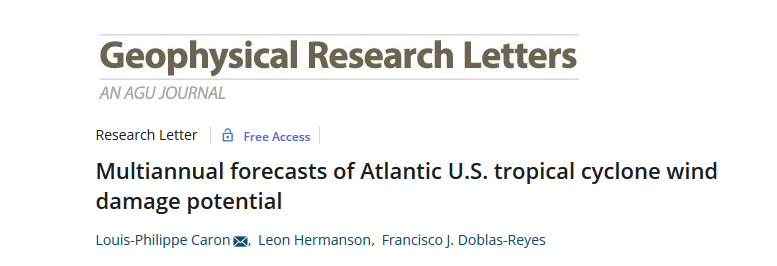 Geophysical Research Letters
AN AGU JOURNAL
Research Letter Free Access
Multiannual forecasts of Atlantic U.S. tropical cyclone wind
damage potential
Louis-Philippe Caron, Leon Hermanson, Francisco J. Doblas-Reyes